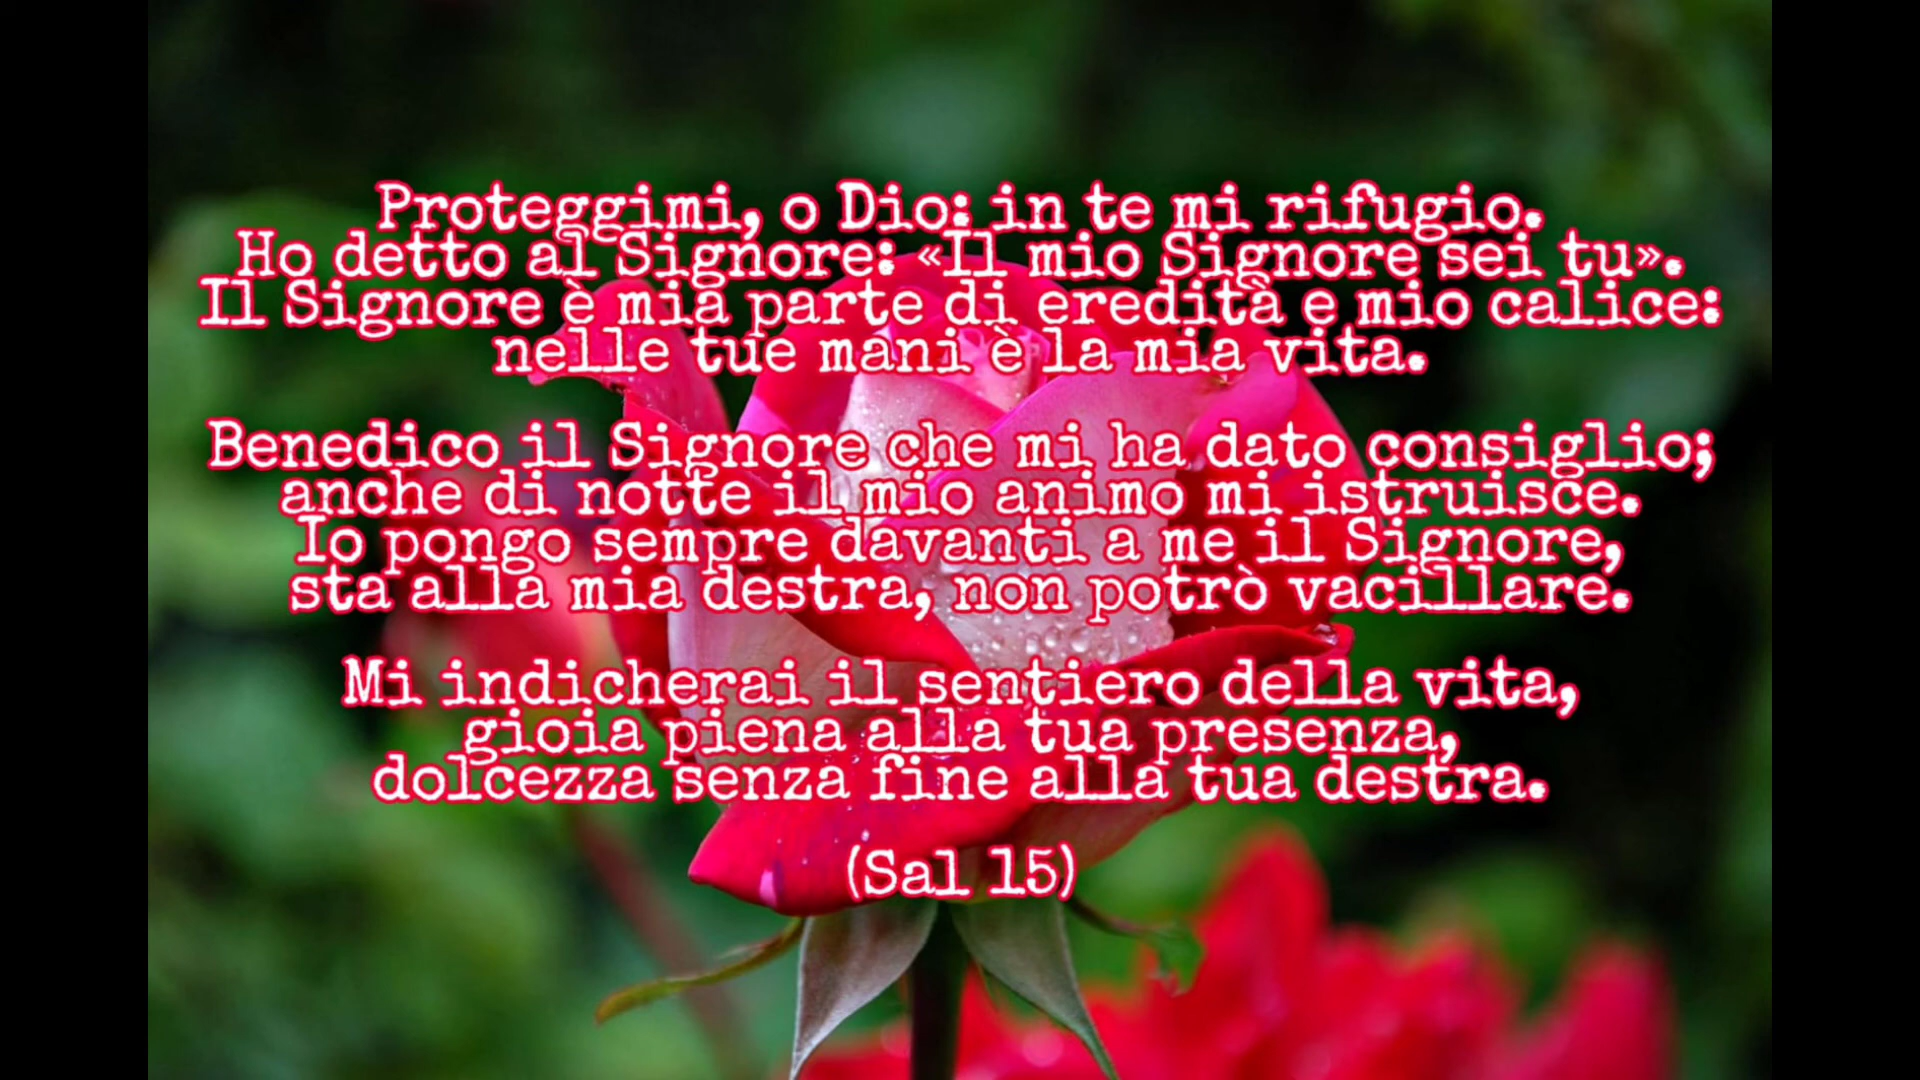 Proteggimi, o Dio: in te mi rifugio.
Ho detto al Signore: «Il mio Signore sei tu».
Il Signore è mia parte di eredità e mio calice:
nelle tue mani è la mia vita.
Benedico il Signore che mi ha dato consiglio;
anche di notte il mio animo mi istruisce.
Io pongo sempre davanti a me il Signore,
sta alla mia destra, non potrò vacillare.
Mi indicherai il sentiero della vita,
gioia piena alla tua presenza,
dolcezza senza fine alla tua destra.
(Sal 15)